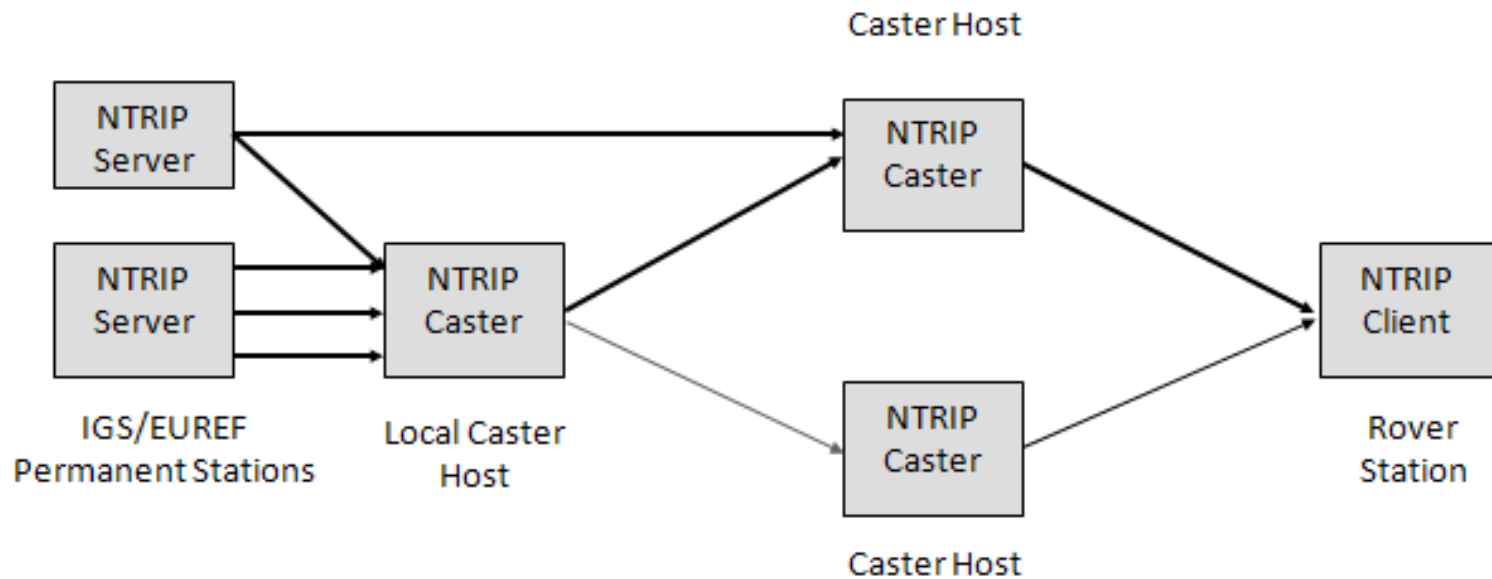 Caster Host
NTRIP
Server
NTRIP
Caster
NTRIP
Server
NTRIP
Caster
NTRIP
Client
IGS/EUREF
Permanent Stations
Local Caster
Host
NTRIP
Caster
Rover
Station
Caster Host